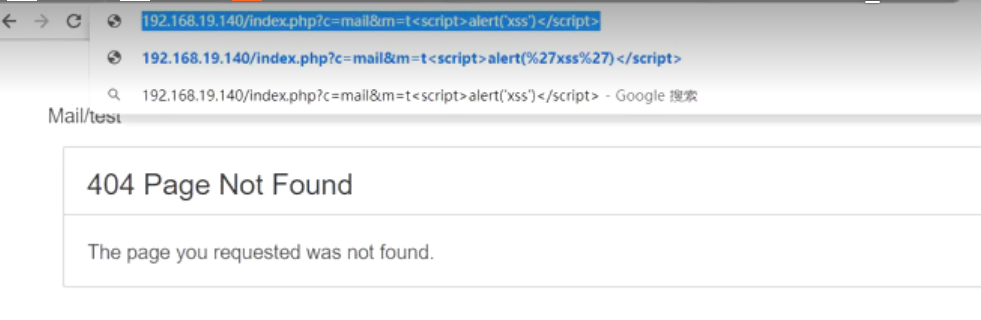 192.168.19.140/index.php?c=mail&m=t<script>alert('xss')</script>
192.168.19.140/index.php?c=mail&m=t<script>alert(%27xss%27)</script>
192.168.19.140/index.php?c=mail&m=t<script>alert('xss')</script> - Google 搜索
Mail/test
404 Page Not Found
The page you requested was not found.